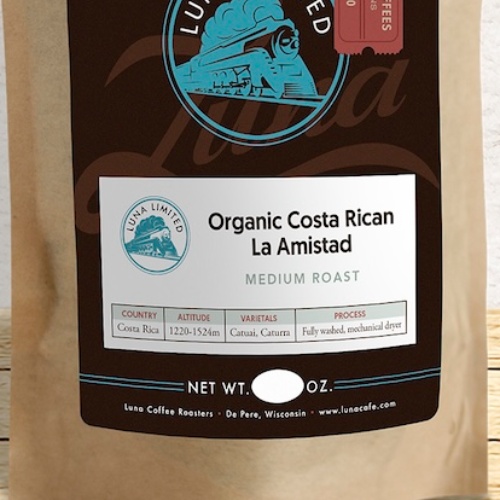 LUNA LIMITED
Luna
LUNA LIMITED
Organic Costa Rican
La Amistad
MEDIUM ROAST
COUNTRY ALTITUDE VARIETALS PROCESS
Costa Rica 1220-1524m Catuai, Caturra Fully washed, mechanical dryer
NET WT. OZ.
Luna Coffee Roasters · De Pere, Wisconsin · www.lunacafe.com